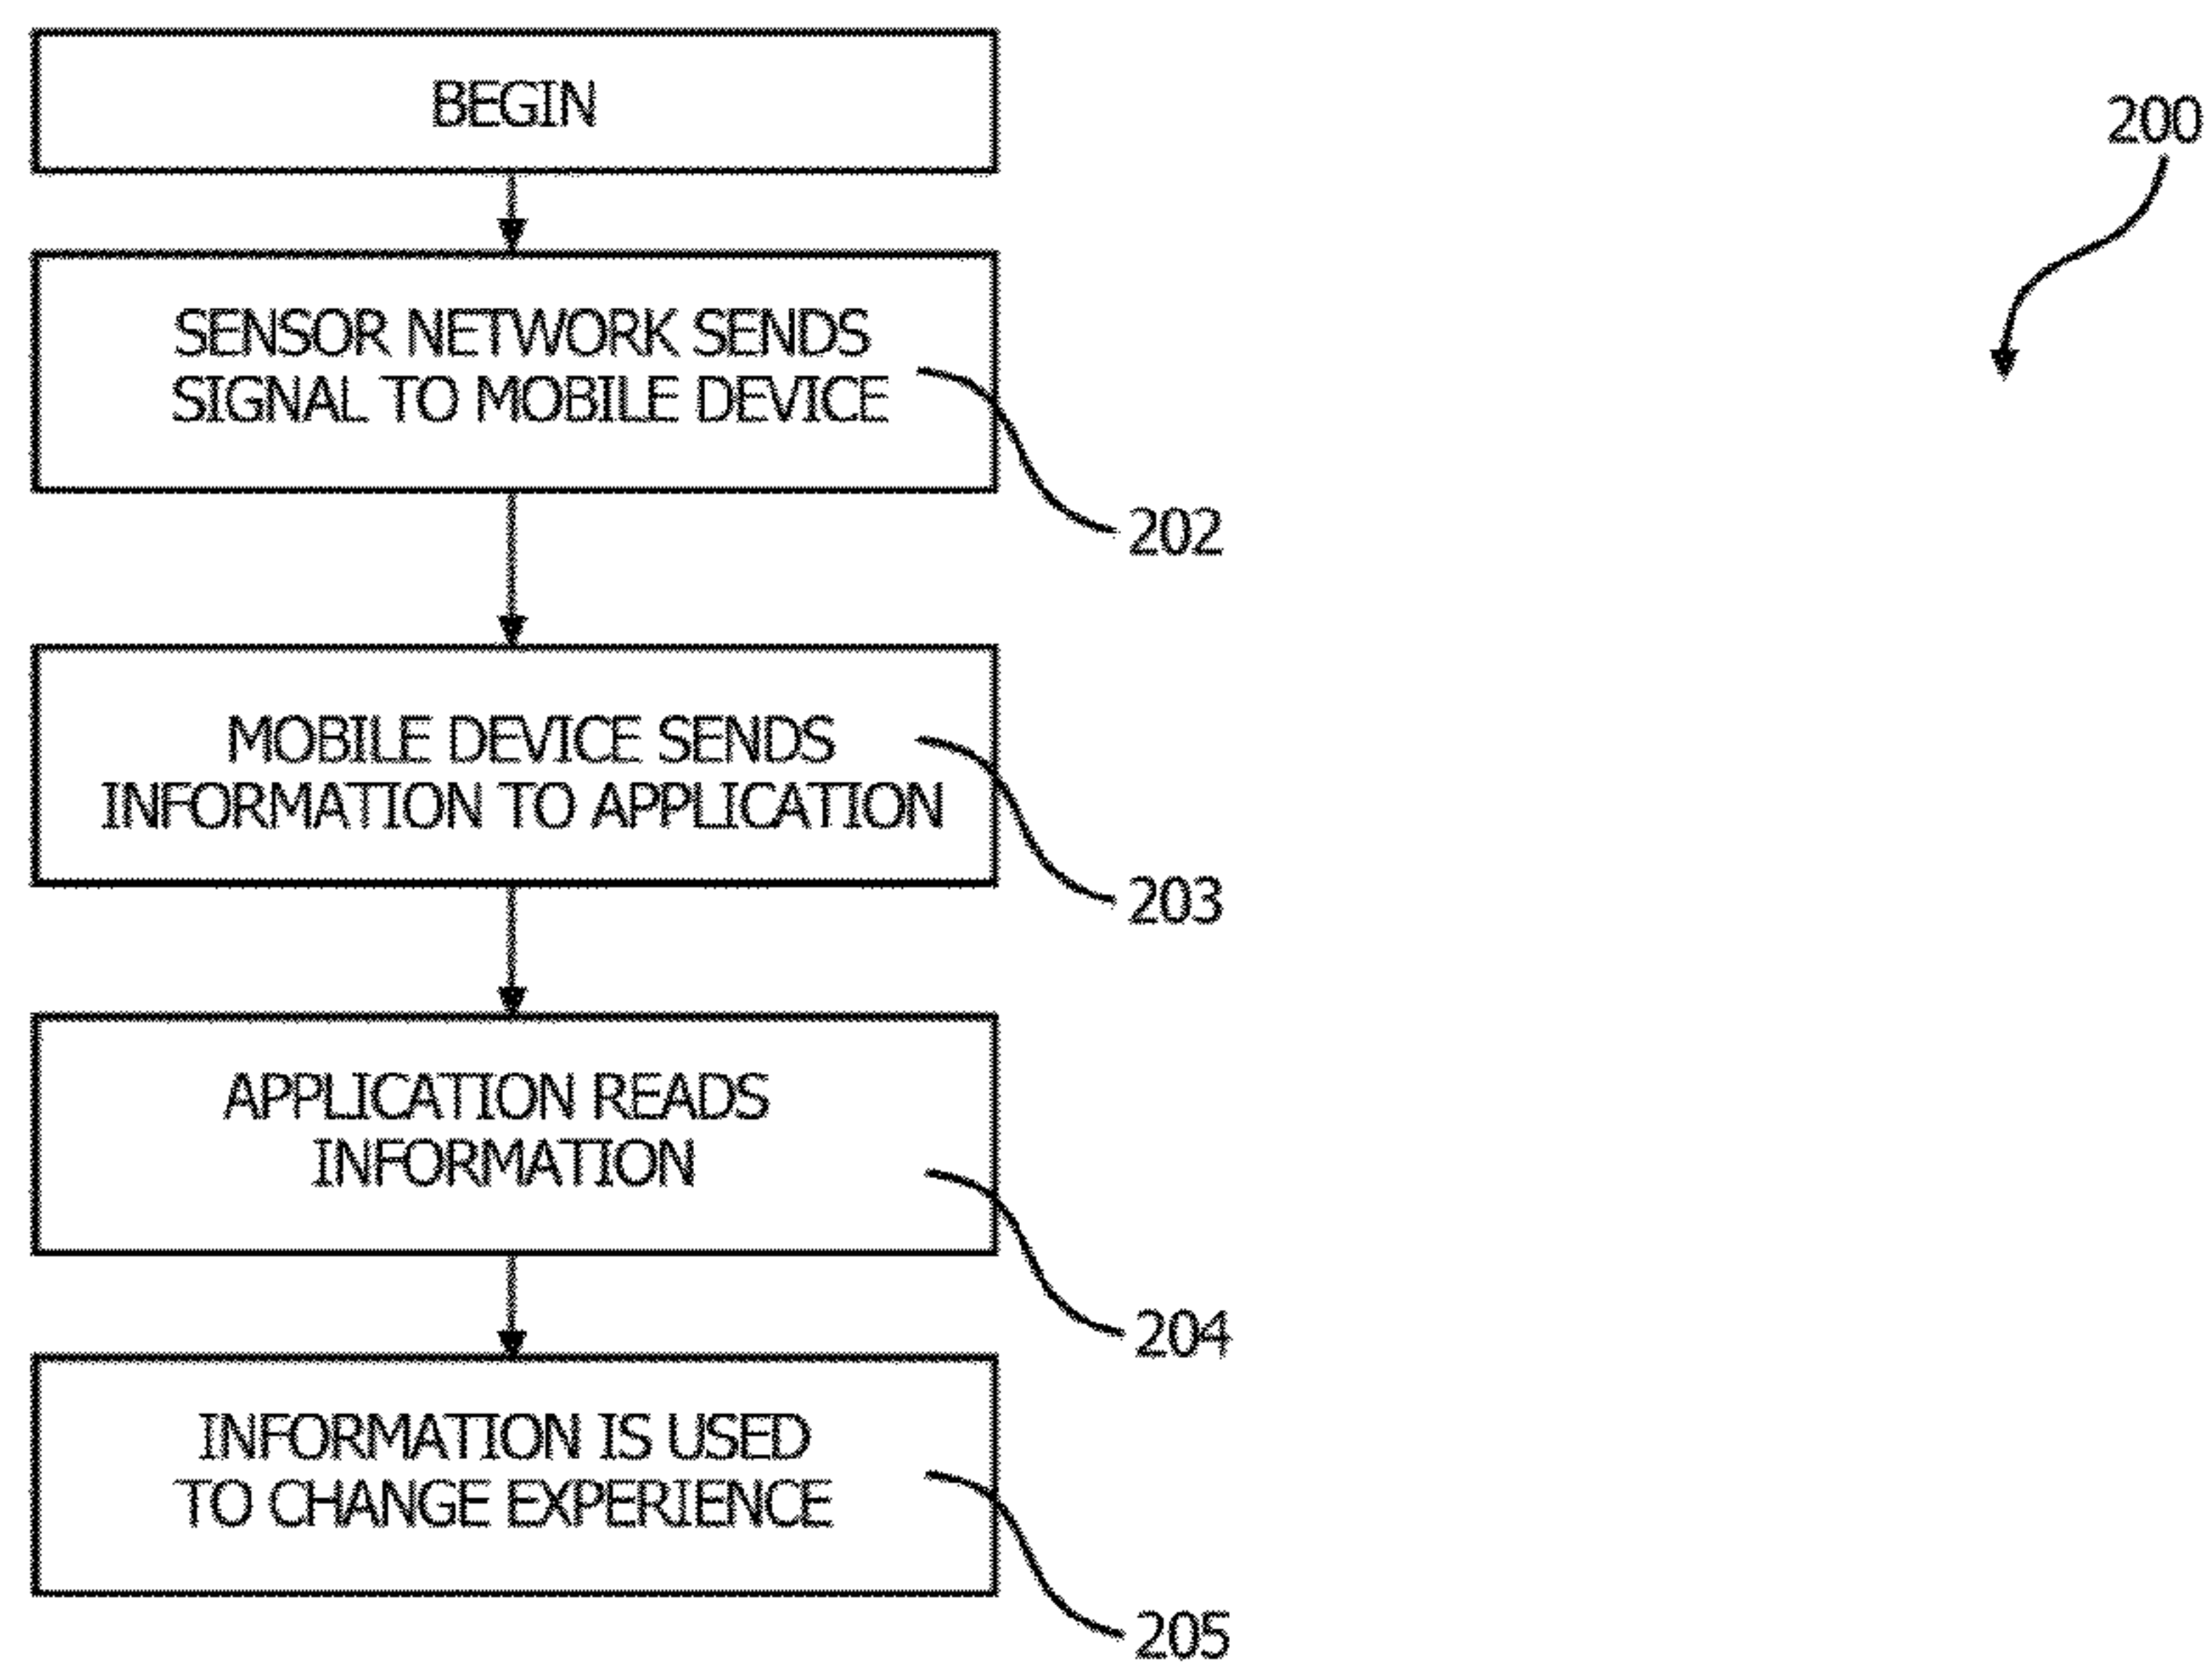 BEGIN
200
SENSOR NETWORK SENDS
SIGNAL TO MOBILE DEVICE
202
MOBILE DEVICE SENDS
INFORMATION TO APPLICATION
203
APPLICATION READS
INFORMATION
204
INFORMATION IS USED
TO CHANGE EXPERIENCE
205